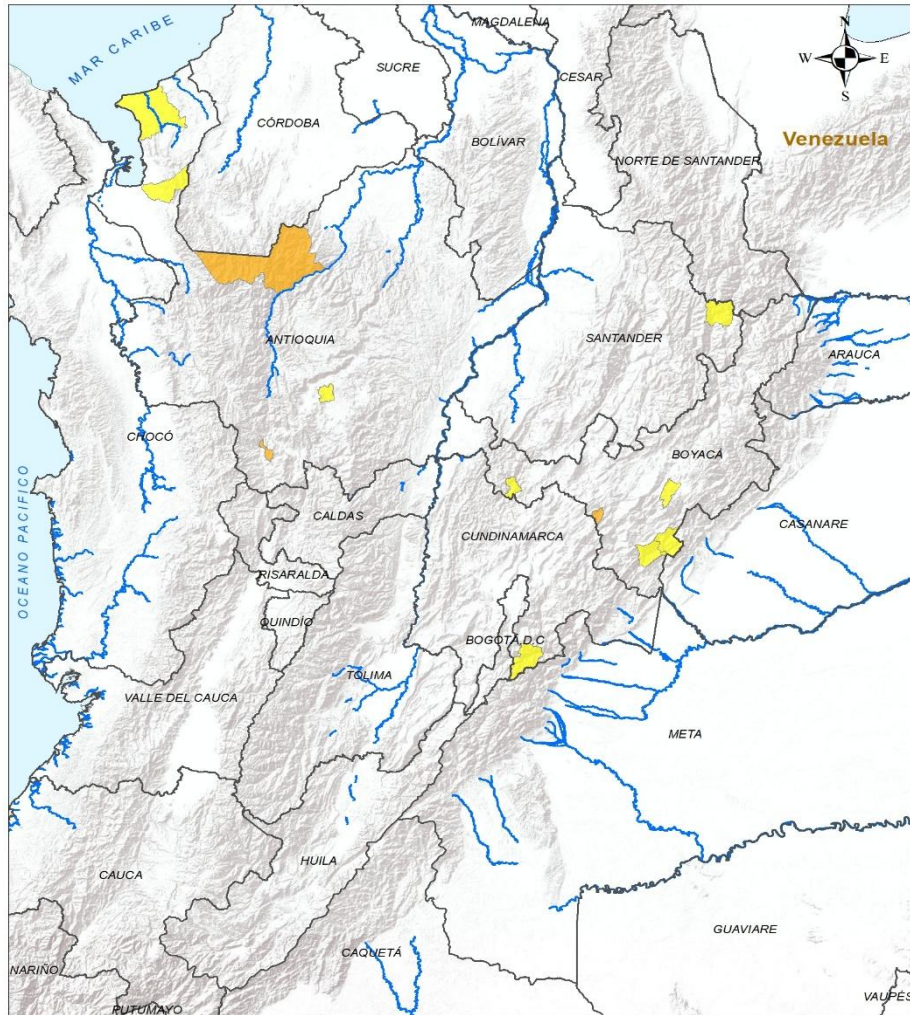 MAGDALENA
N
MAR CARIBE
W
E
SUCRE
CESAR
S
CÓRDOBA
BOLÍVAR
Venezuela
NORTE DE SANTANDER
ANTIOQUIA
SANTANDER
ARAUCA
CHOCÓ
BOYACÁ
CALDAS
CASANARE
CUNDINAMARCA
OCEANO PACIFICO
RISARALDA
QUINDÍO
BOGOTÁ,D.C
TOLIMA
VALLE DEL CAUCA
META
HUILA
CAUCA
GUAVIARE
CAQUETÁ
NARIÑO
VAUPÉS
PUTUMAYO